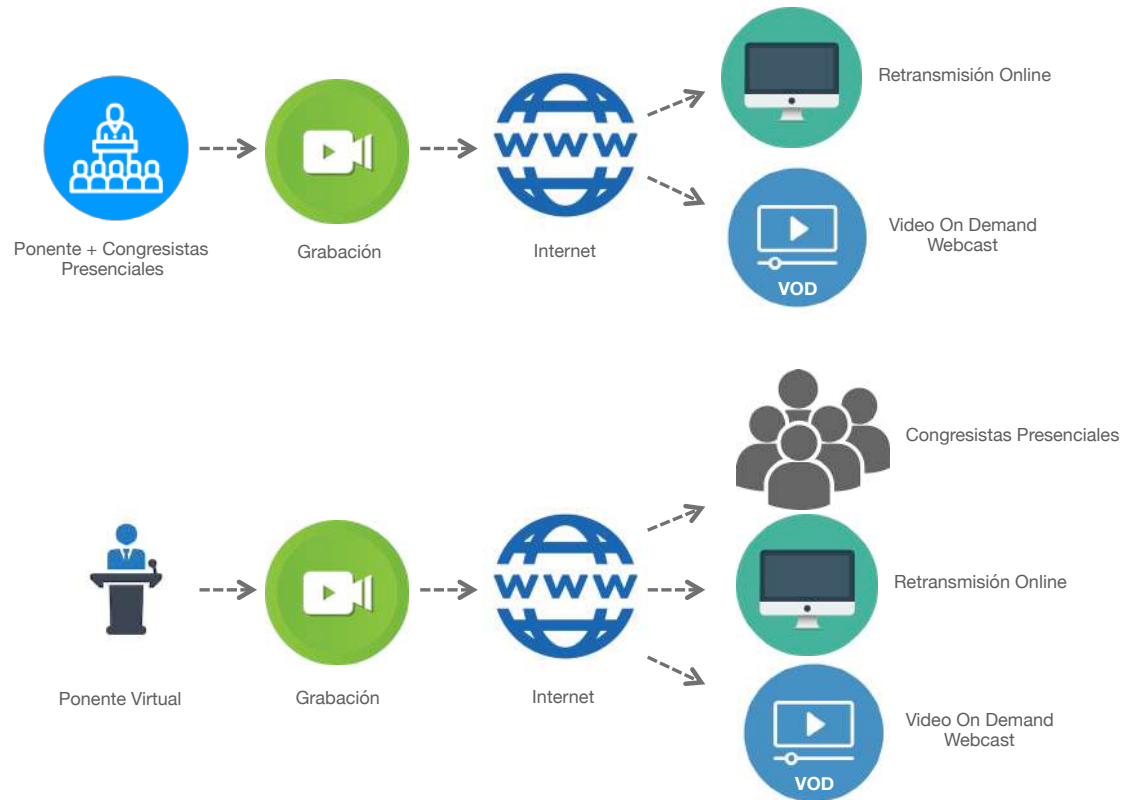 Retransmisión Online
WWW
Ponente + Congresistas
Presenciales
Grabación
Internet
Video On Demand
Webcast
VOD
Congresistas Presenciales
WWW
Retransmisión Online
Ponente Virtual
Grabación
Internet
Video On Demand
Webcast
VOD